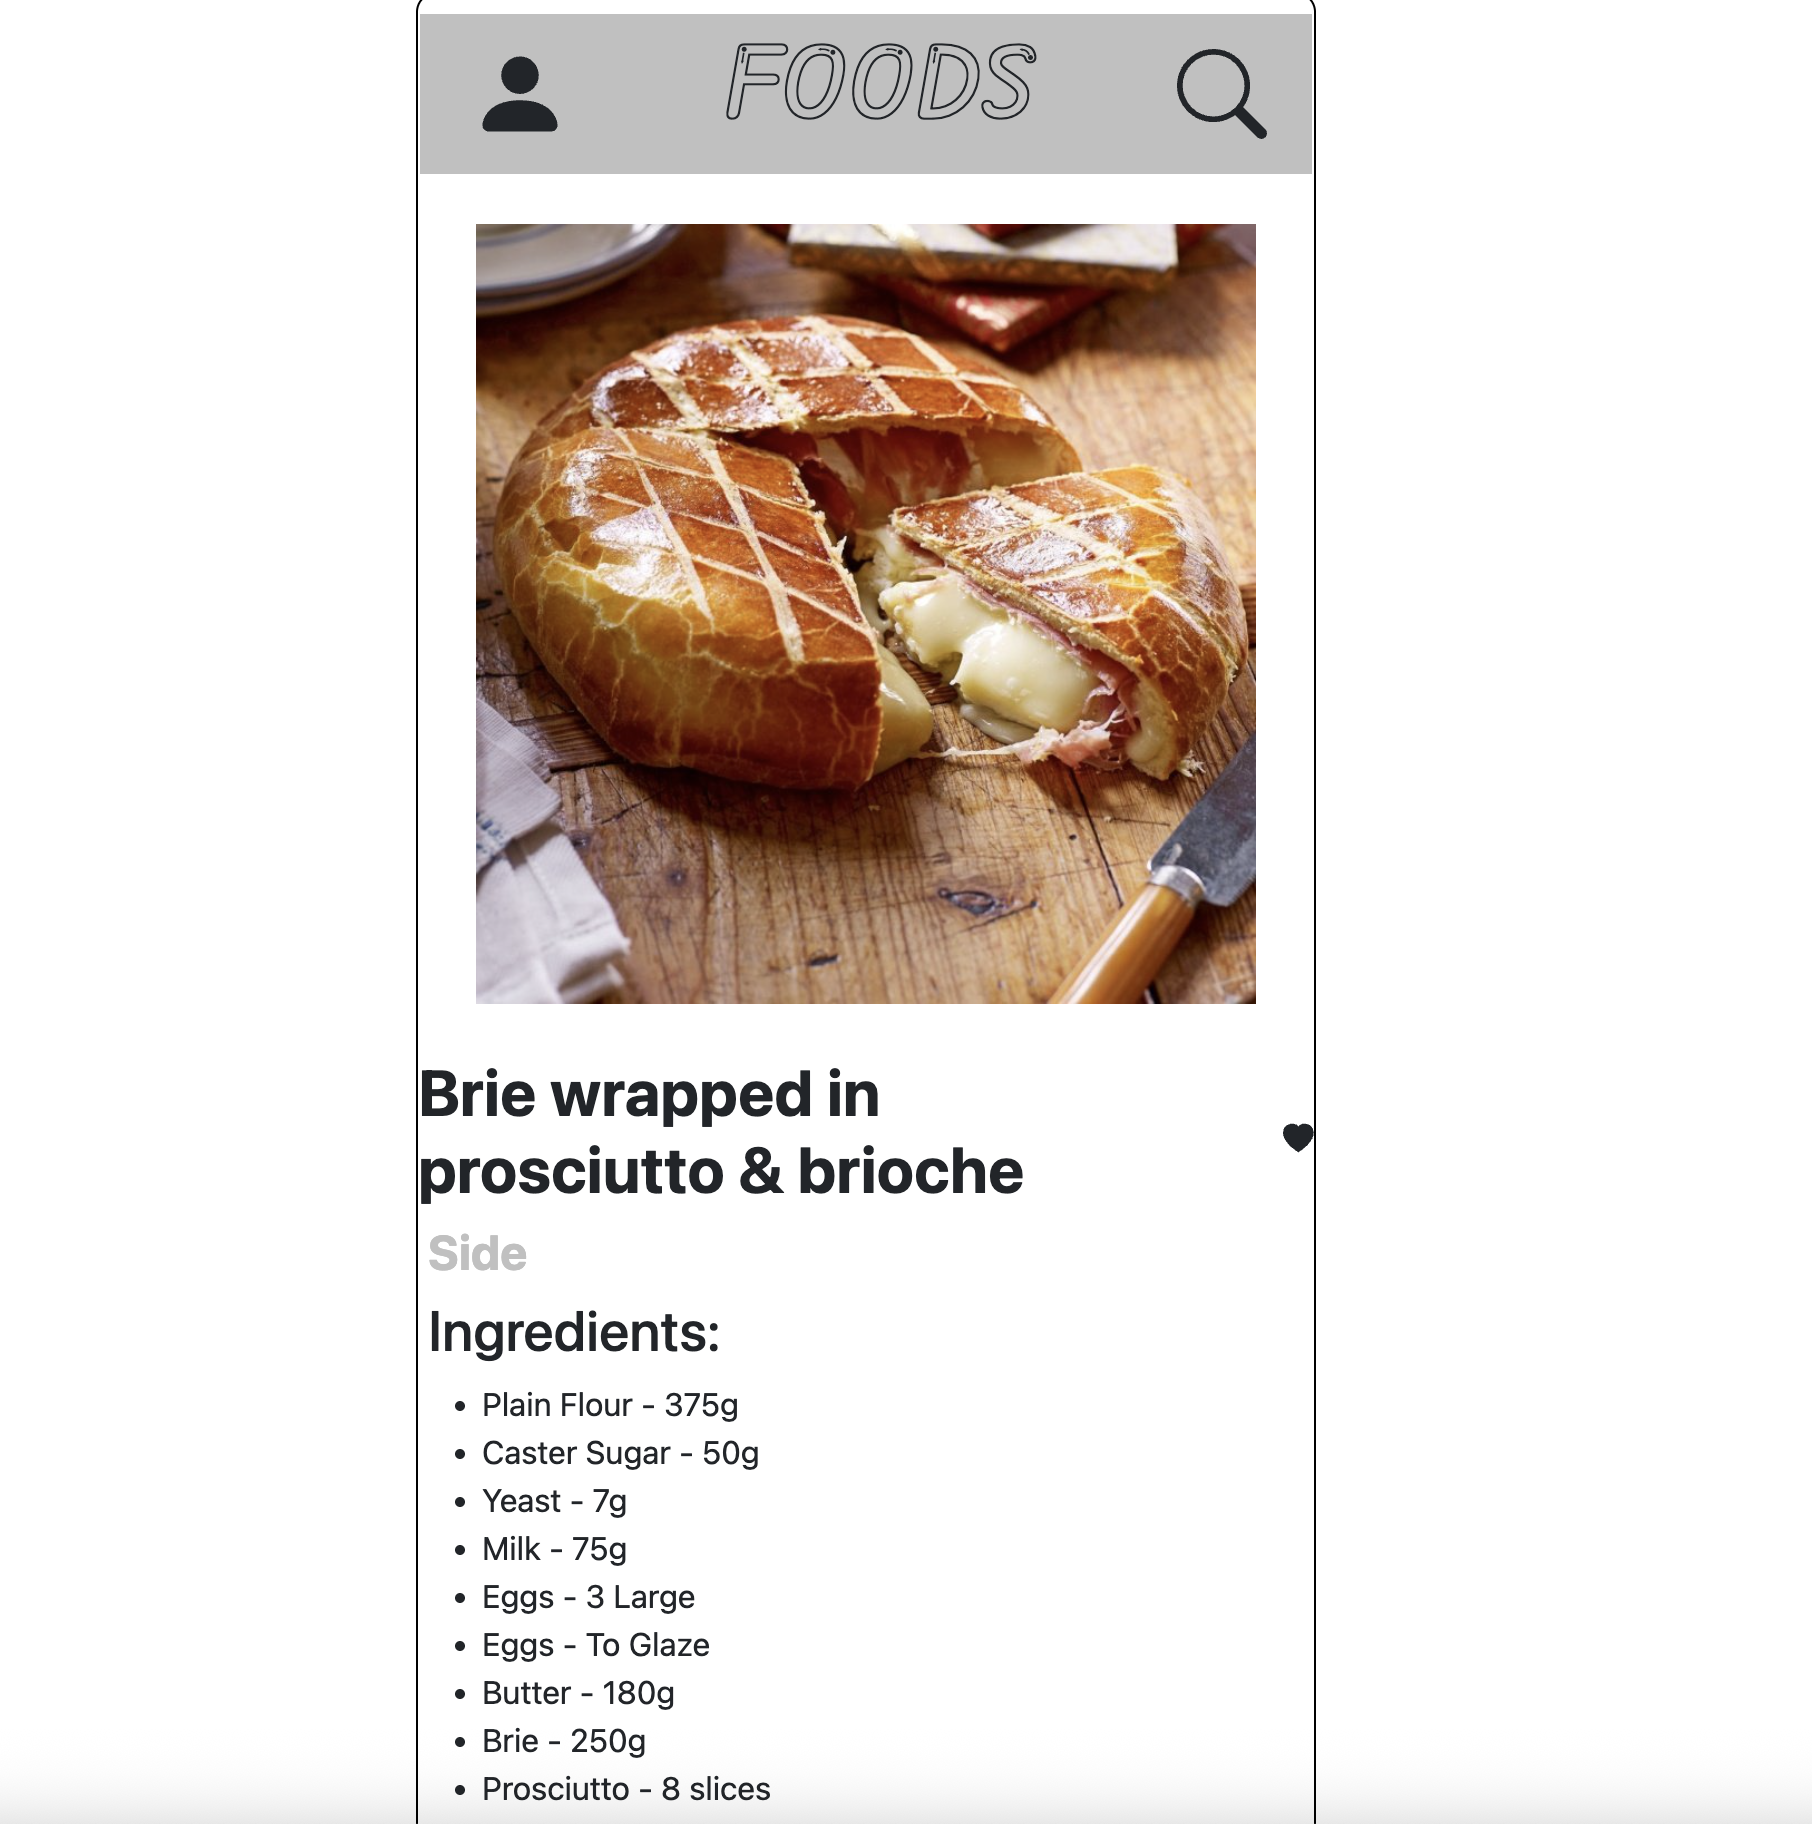 FOODS
Brie wrapped in
prosciutto & brioche
Side
Ingredients:
Plain Flour - 375g
Caster Sugar - 50g
Yeast - 7g
Milk - 75g
Eggs - 3 Large
Eggs - To Glaze
Butter - 180g
Brie - 250g
Prosciutto - 8 slices